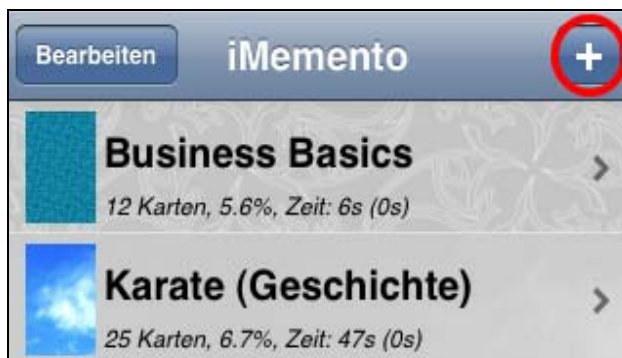 Bearbeiten iMemento +
Business Basics
12 Karten, 5.6%, Zeit: 6s (0s)
Karate (Geschichte)
25 Karten, 6.7%, Zeit: 47s (0s)